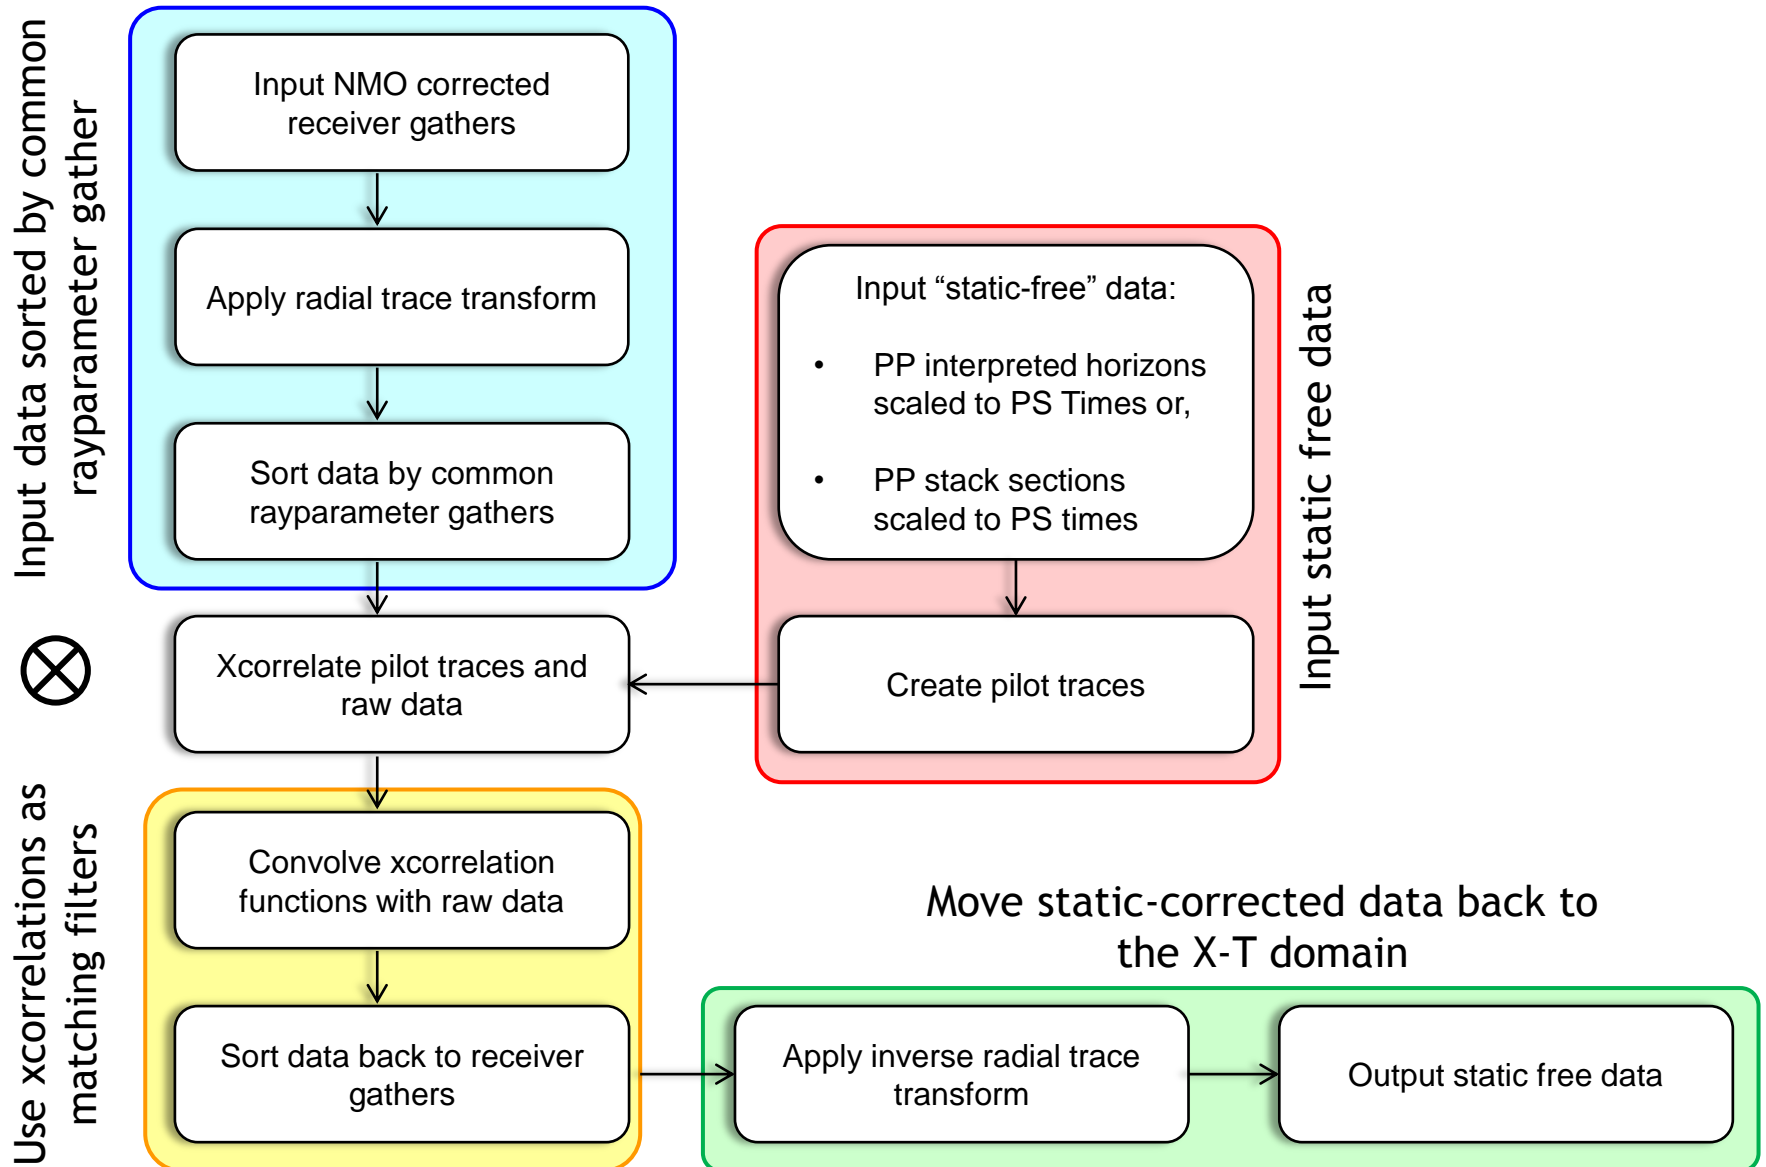 Input data sorted by common
rayparameter gather
Input NMO corrected
receiver gathers
Apply radial trace transform
Sort data by common
rayparameter gathers
Input “static-free” data:
• PP interpreted horizons
scaled to PS Times or,
• PP stack sections
scaled to PS times
Create pilot traces
Input static free data
Xcorrelate pilot traces and
raw data
Use xcorrelations as
matching filters
Convolve xcorrelation
functions with raw data
Sort data back to receiver
gathers
Move static-corrected data back to
the X-T domain
Apply inverse radial trace
transform
Output static free data